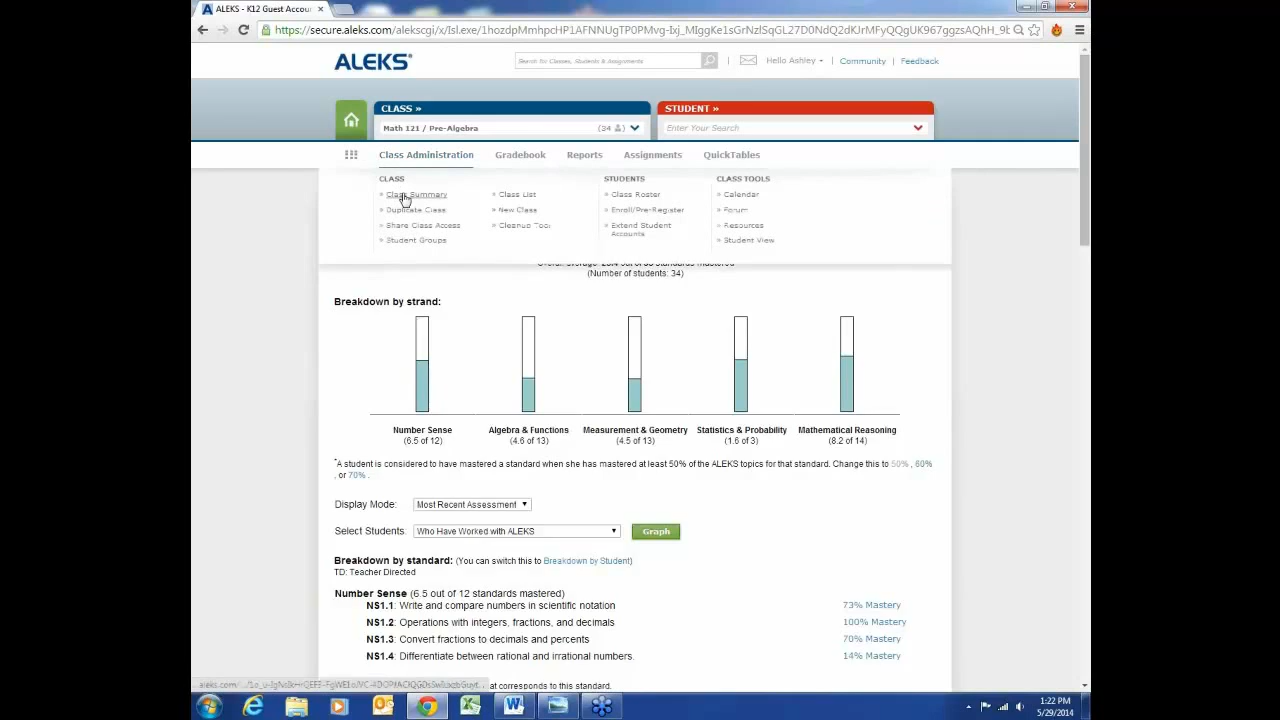 ALEKS - K12 Guest Accou
ALEKS
Search for Classes, Students & Assignments
Hello Ashley
Community
Feedback
CLASS »
STUDENT »
Math 121 / Pre-Algebra
(34
)
Enter Your Search
Class Administration
Gradebook
Reports
Assignments
QuickTables
CLASS
STUDENTS
CLASS TOOLS
» Class Summary
» Class List
» Class Roster
» Calendar
» Duplicate Class
» New Class
» Enroll/Pre-Register
» Forum
» Share Class Access
» Cleanup Tool
» Extend Student
Accounts
» Resources
» Student Groups
» Student View
(Number of students: 34)
Breakdown by strand:
Number Sense
(6.5 of 12)
Algebra & Functions
(4.6 of 13)
Measurement & Geometry
(4.5 of 13)
Statistics & Probability
(1.6 of 3)
Mathematical Reasoning
(8.2 of 14)
*A student is considered to have mastered a standard when she has mastered at least 50% of the ALEKS topics for that standard. Change this to 50% , 60%
, or 70% .
Display Mode: Most Recent Assessment
Select Students: Who Have Worked with ALEKS
Graph
Breakdown by standard: (You can switch this to Breakdown by Student)
TD: Teacher Directed
Number Sense (6.5 out of 12 standards mastered)
NS1.1: Write and compare numbers in scientific notation 73% Mastery
NS1.2: Operations with integers, fractions, and decimals 100% Mastery
NS1.3: Convert fractions to decimals and percents 70% Mastery
NS1.4: Differentiate between rational and irrational numbers. 14% Mastery
at corresponds to this standard.
1:22 PM
5/29/2014